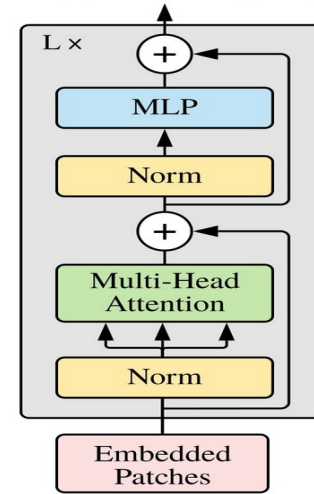 L ×
+
MLP
Norm
+
Multi-Head
Attention
Norm
Embedded
Patches